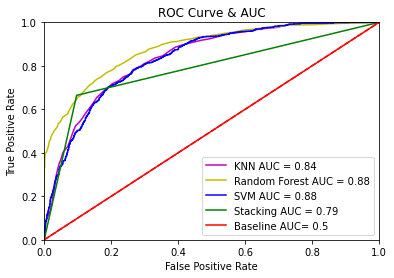 ROC Curve & AUC
True Positive Rate
1.0
0.8
0.6
0.4
0.2
0.0
KNN AUC = 0.84
Random Forest AUC = 0.88
SVM AUC = 0.88
Stacking AUC = 0.79
Baseline AUC= 0.5
0.0 0.2 0.4 0.6 0.8 1.0
False Positive Rate